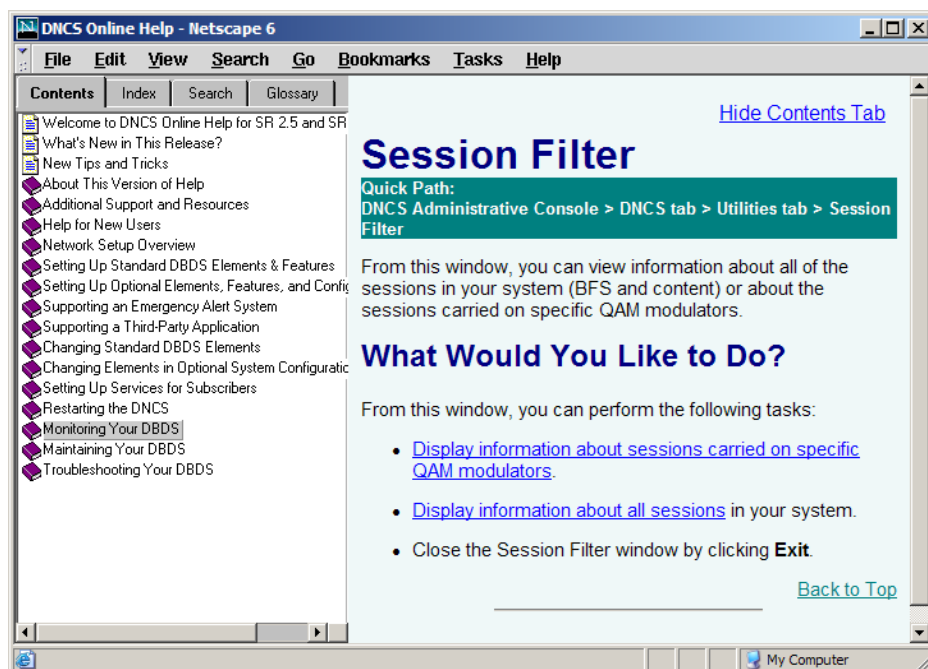 DNCS Online Help - Netscape 6
File Edit View Search Go Bookmarks Tasks Help
Contents Index Search Glossary
Welcome to DNCS Online Help for SR 2.5 and SR
What's New in This Release?
New Tips and Tricks
About This Version of Help
Additional Support and Resources
Help for New Users
Network Setup Overview
Setting Up Standard DBDS Elements & Features
Setting Up Optional Elements, Features, and Config
Supporting an Emergency Alert System
Supporting a Third-Party Application
Changing Standard DBDS Elements
Changing Elements in Optional System Configuratio
Setting Up Services for Subscribers
Restarting the DNCS
Monitoring Your DBDS
Maintaining Your DBDS
Troubleshooting Your DBDS
Hide Contents Tab
Session Filter
Quick Path:
DNCS Administrative Console > DNCS tab > Utilities tab > Session
Filter
From this window, you can view information about all of the
sessions in your system (BFS and content) or about the
sessions carried on specific QAM modulators.
What Would You Like to Do?
From this window, you can perform the following tasks:
• Display information about sessions carried on specific
QAM modulators.
• Display information about all sessions in your system.
• Close the Session Filter window by clicking Exit.
Back to Top
My Computer